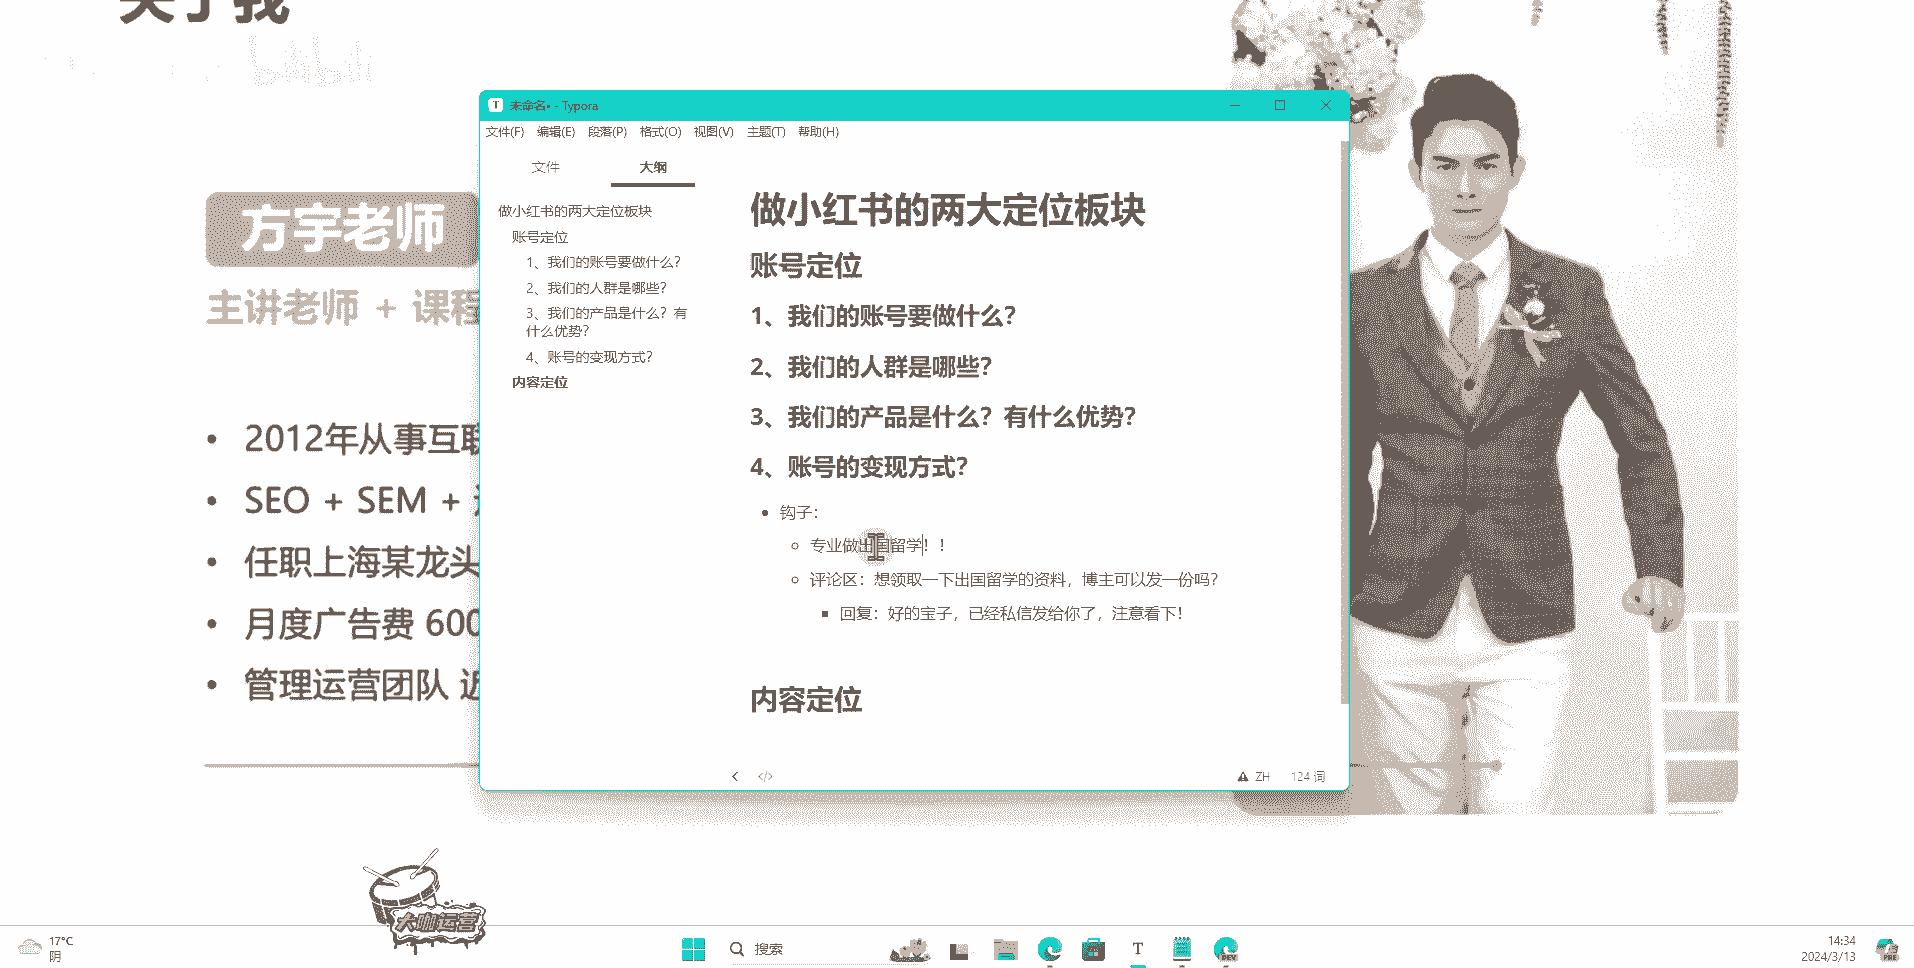 关于我
bilibili
方宇老师
主讲老师 + 课程
• 2012年从事互联
• SEO + SEM +
• 任职上海某龙头
• 月度广告费 600
• 管理运营团队 近
未命名• - Typora
文件(F) 编辑(E) 段落(P) 格式(O) 视图(V) 主题(T) 帮助(H)
文件 大纲
做小红书的两大定位板块
账号定位
1、我们的账号要做什么？
2、我们的人群是哪些？
3、我们的产品是什么？有
什么优势？
4、账号的变现方式？
内容定位
做小红书的两大定位板块
账号定位
1、我们的账号要做什么？
2、我们的人群是哪些？
3、我们的产品是什么？有什么优势？
4、账号的变现方式？
钩子：
专业做出国留学！！
评论区：想领取一下出国留学的资料，博主可以发一份吗？
回复：好的宝子，已经私信发给你了，注意看下！
内容定位
ZH 124 词
大咖运营
17°C
阴
搜索
T
DEV
14:34
2024/3/13
PRE